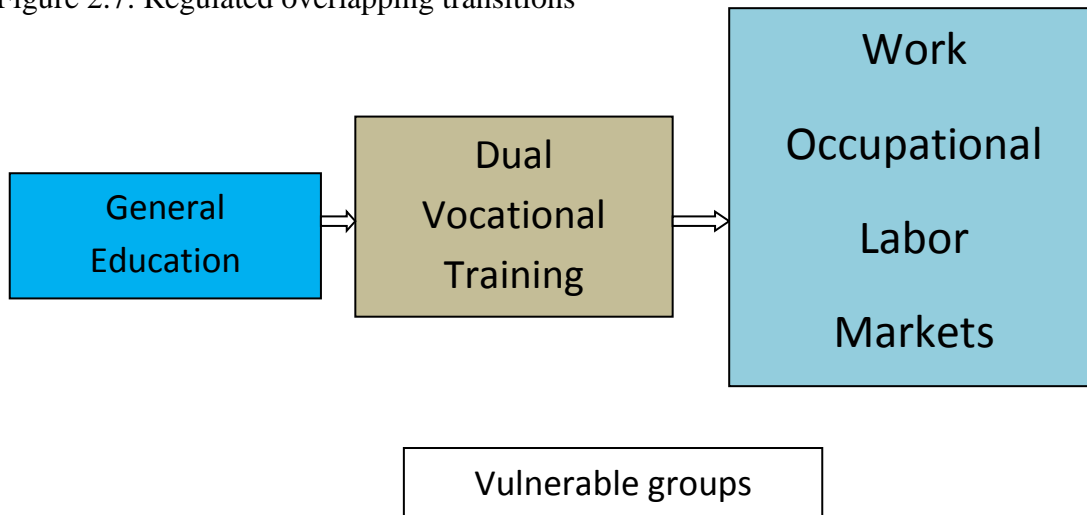 Figure 2.7: Regulated overlapping transitions
General
Education
Dual
Vocational
Training
Work
Occupational
Labor
Markets
Vulnerable groups